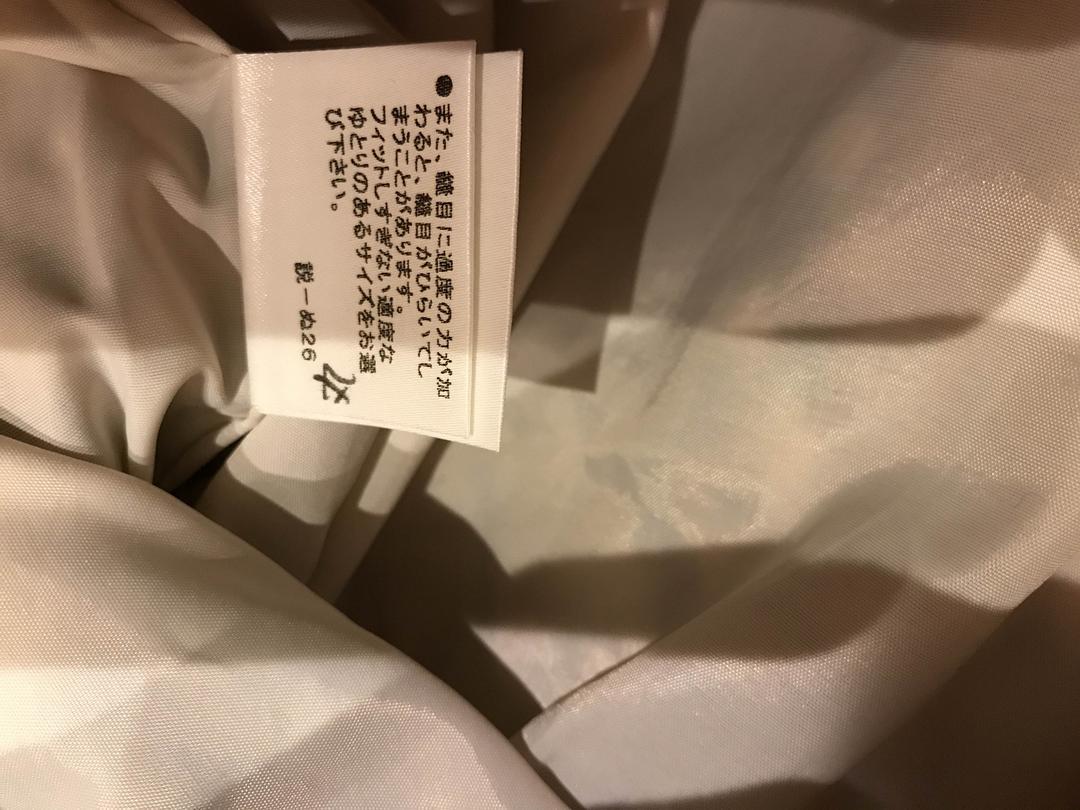 ●また、縫目に過度の力が加
わると、縫目がひらいてし
まうことがあります。
フィットしすぎない適度な
ゆとりのあるサイズをお選
び下さい。
説ーぬ26